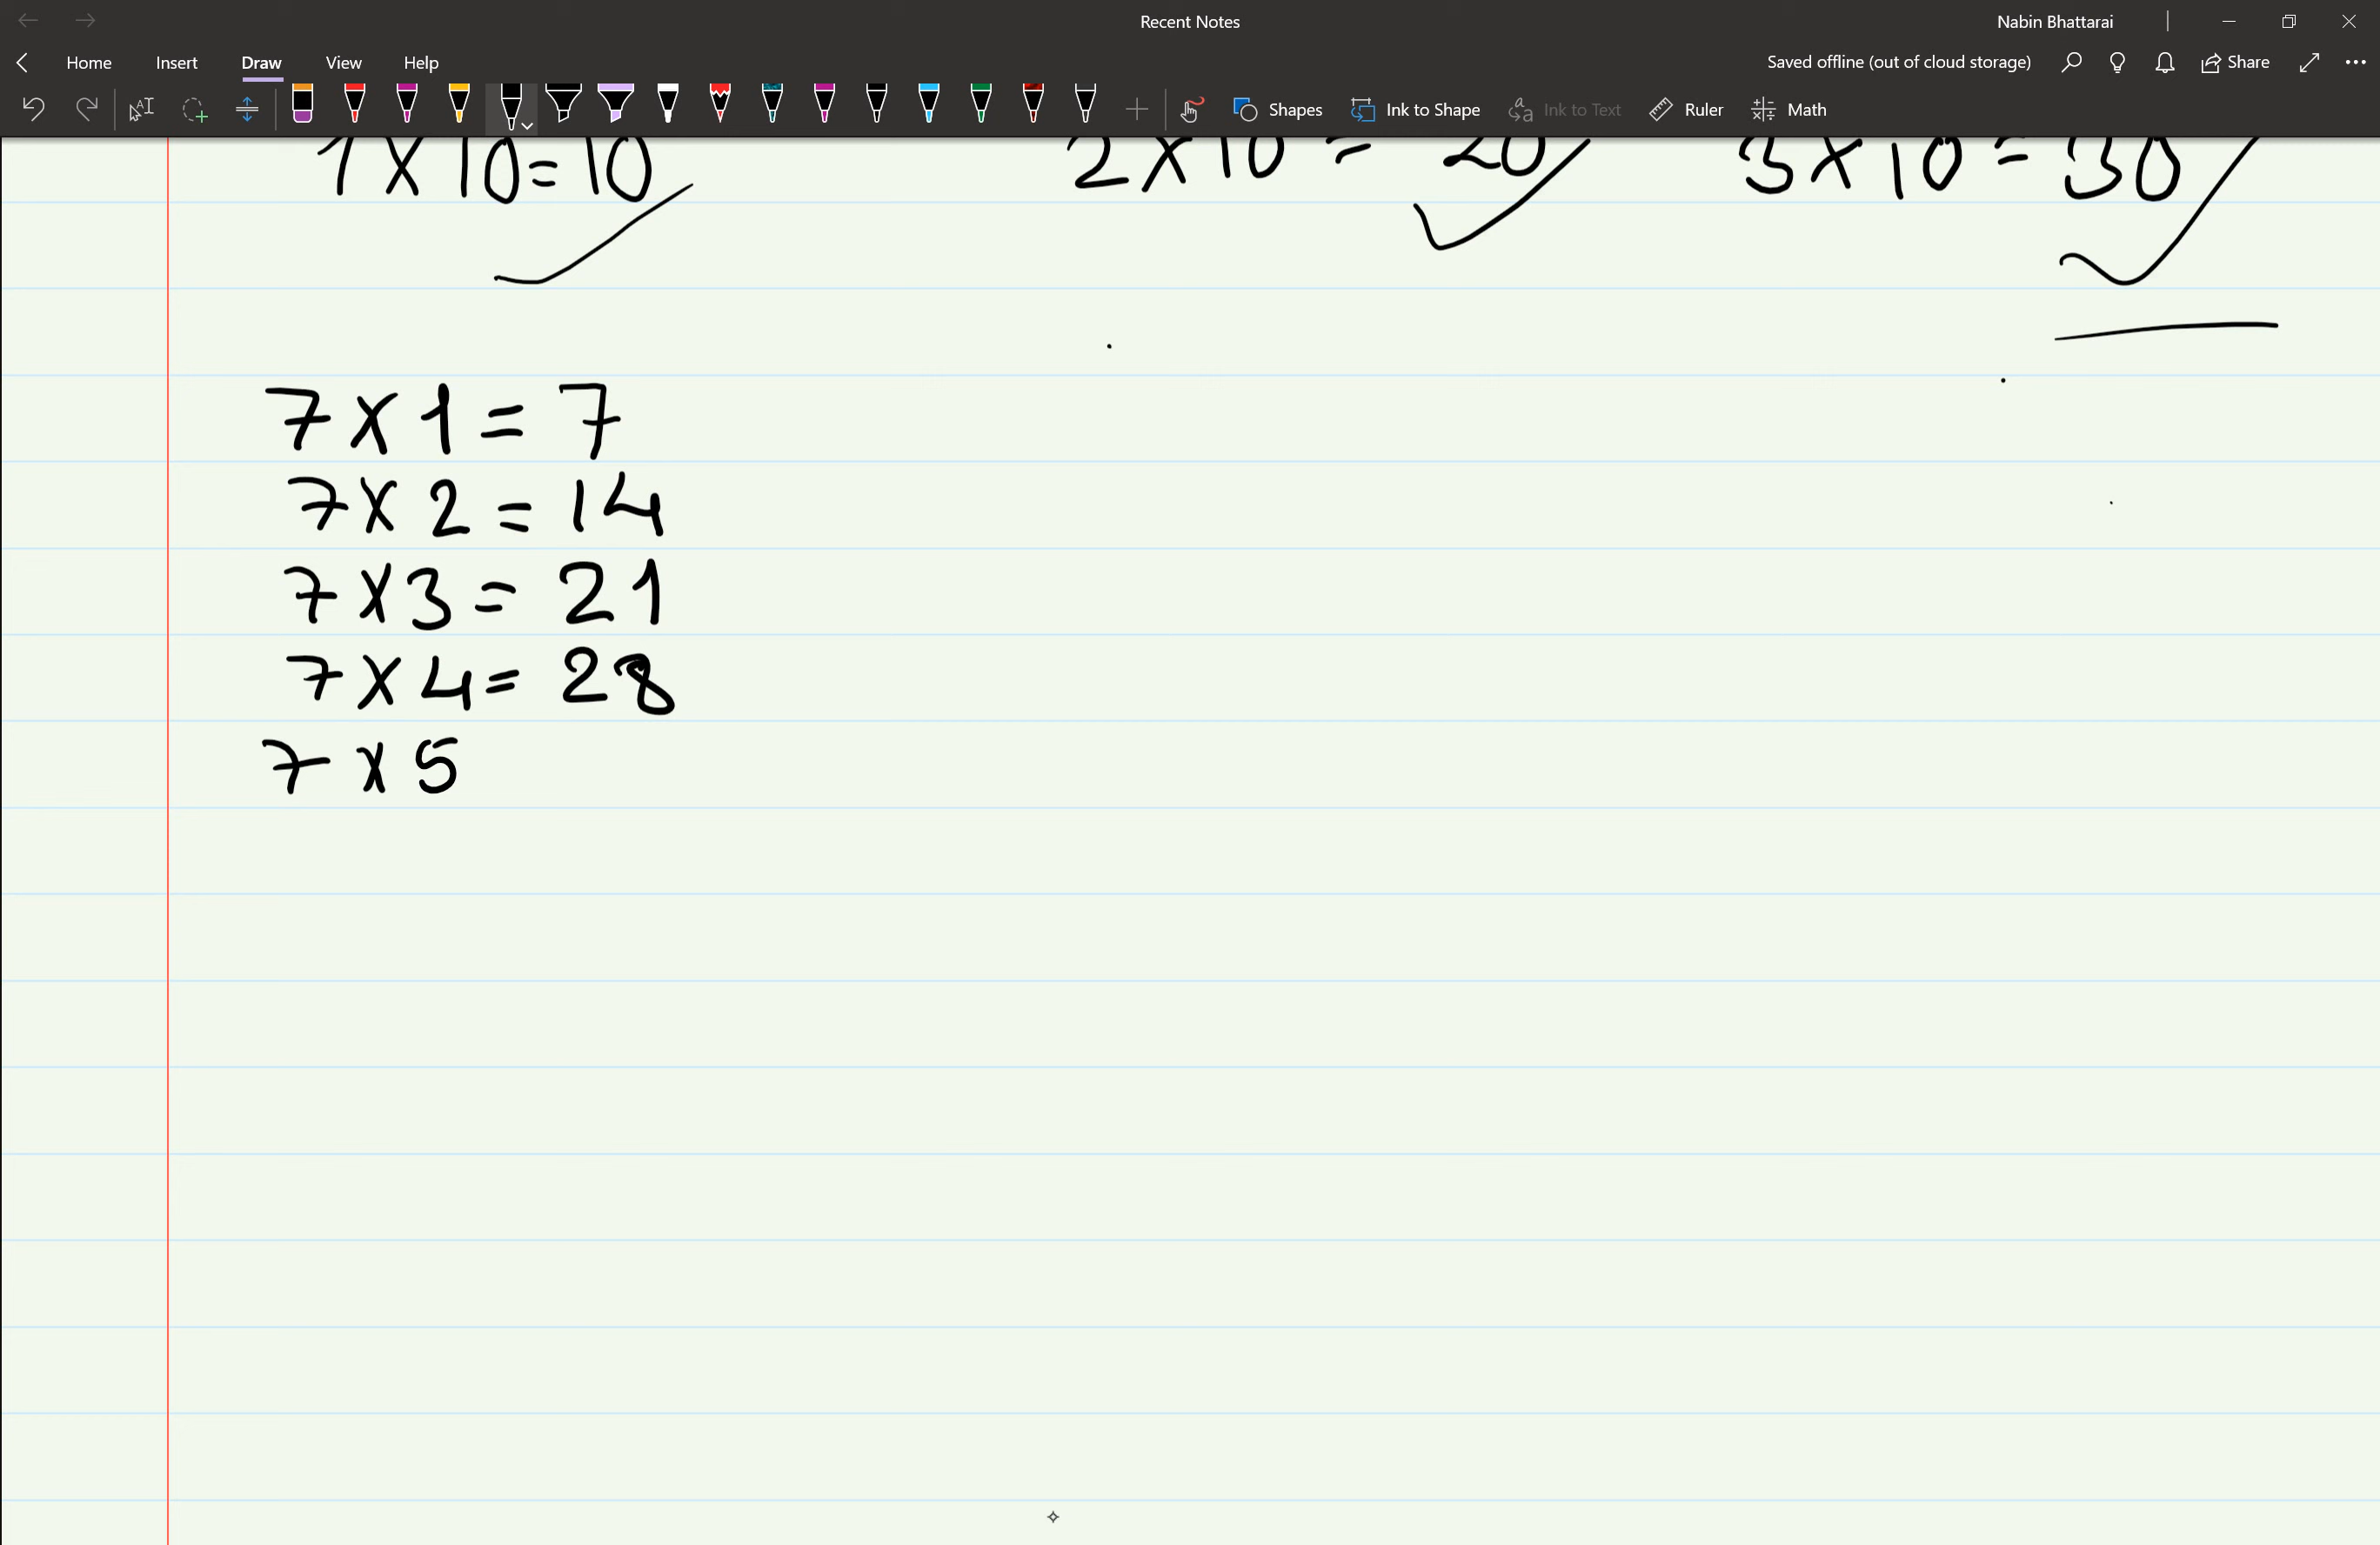 Recent Notes
Nabin Bhattarai
Home Insert Draw View Help
Saved offline (out of cloud storage) Share
Shapes Ink to Shape Ink to Text Ruler Math
1 X 10 = 10
2 X 10 = 20
3 X 10 = 30
7 X 1 = 7
7 X 2 = 14
7 X 3 = 21
7 X 4 = 28
7 X 5